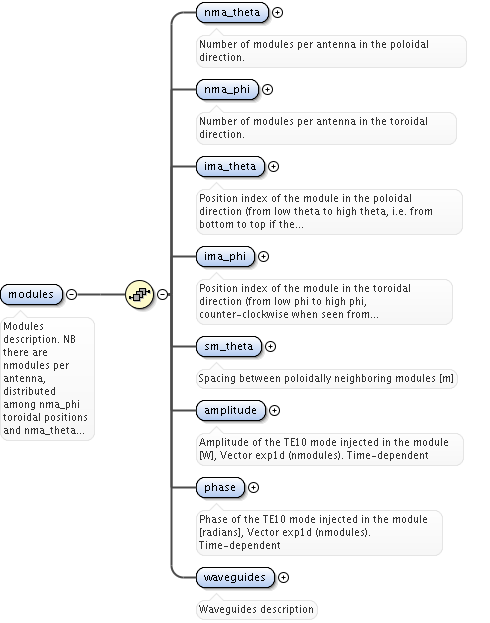 nma_theta
Number of modules per antenna in the poloidal
direction.
nma_phi
Number of modules per antenna in the toroidal
direction.
ima_theta
Position index of the module in the poloidal
direction (from low theta to high theta, i.e. from
bottom to top if the...
ima_phi
Position index of the module in the toroidal
direction (from low phi to high phi,
counter-clockwise when seen from...
modules
Modules
description. NB
there are
nmodules per
antenna,
distributed
among nma_phi
toroidal positions
and nma_theta...
sm_theta
Spacing between poloidally neighboring modules [m]
amplitude
Amplitude of the TE10 mode injected in the module
[W], Vector exp1d (nmodules). Time-dependent
phase
Phase of the TE10 mode injected in the module
[radians], Vector exp1d (nmodules).
Time-dependent
waveguides
Waveguides description